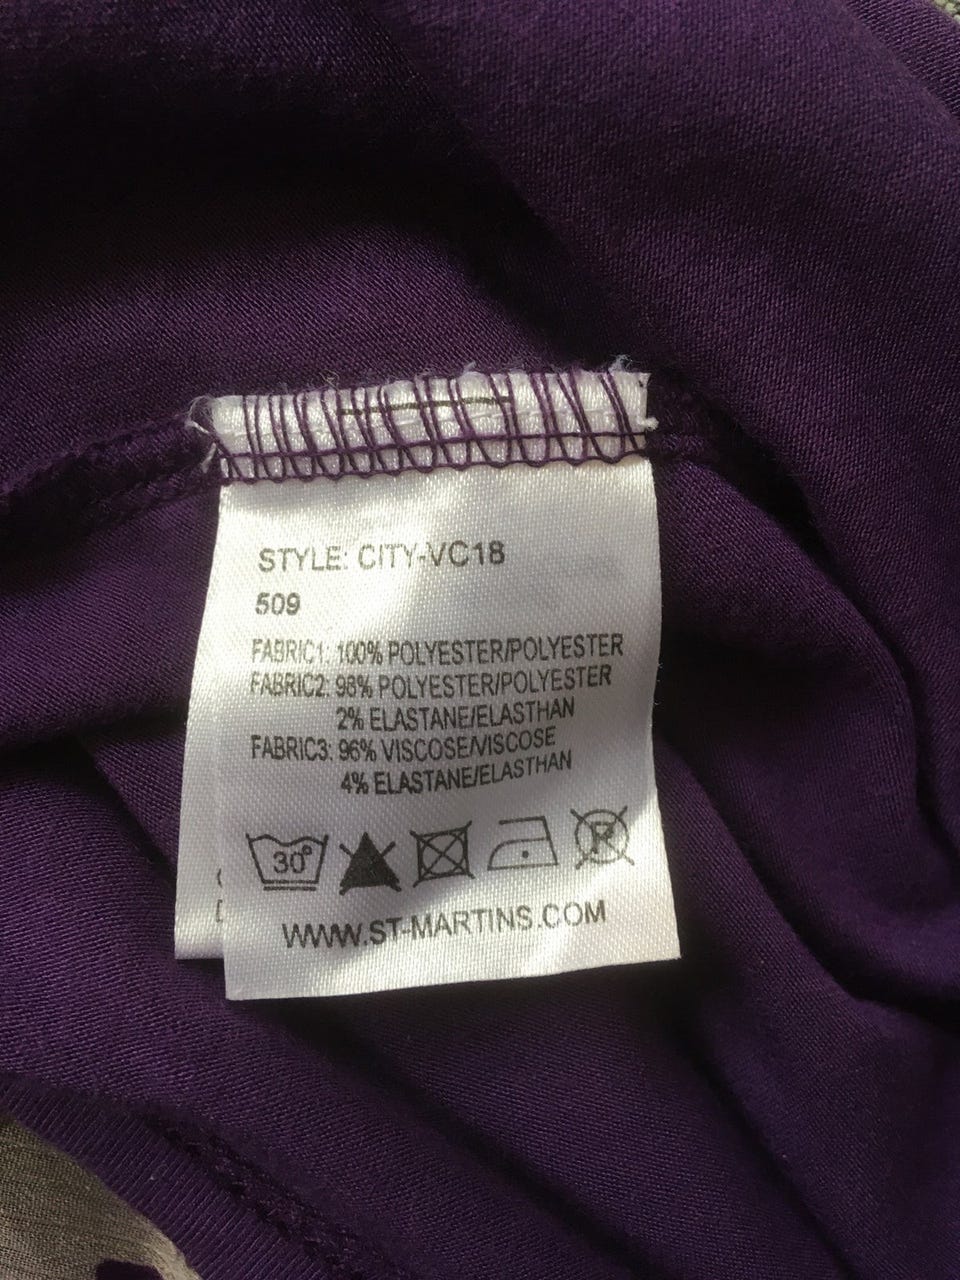 STYLE: CITY-VC18
509
FABRIC1: 100% POLYESTER/POLYESTER
FABRIC2: 98% POLYESTER/POLYESTER
2% ELASTANE/ELASTHAN
FABRIC3: 96% VISCOSE/VISCOSE
4% ELASTANE/ELASTHAN
30° R
WWW.ST-MARTINS.COM